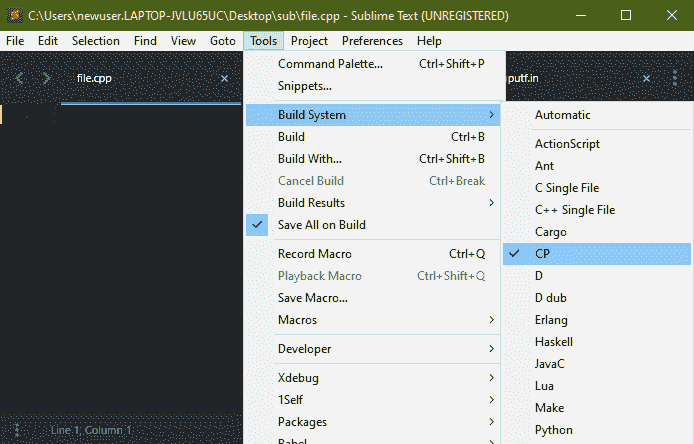 C:\Users\newuser.LAPTOP-JVLU65UC\Desktop\sub\file.cpp - Sublime Text (UNREGISTERED)
File Edit Selection Find View Goto Tools Project Preferences Help
file.cpp
putf.in
Command Palette... Ctrl+Shift+P
Snippets...
Build System
Build Ctrl+B
Build With... Ctrl+Shift+B
Cancel Build Ctrl+Break
Build Results
Save All on Build
Record Macro Ctrl+Q
Playback Macro Ctrl+Shift+Q
Save Macro...
Macros
Developer
Xdebug
1Self
Packages
Babel
Automatic
ActionScript
Ant
C Single File
C++ Single File
Cargo
CP
D
D dub
Erlang
Haskell
JavaC
Lua
Make
Python
Line 1, Column 1